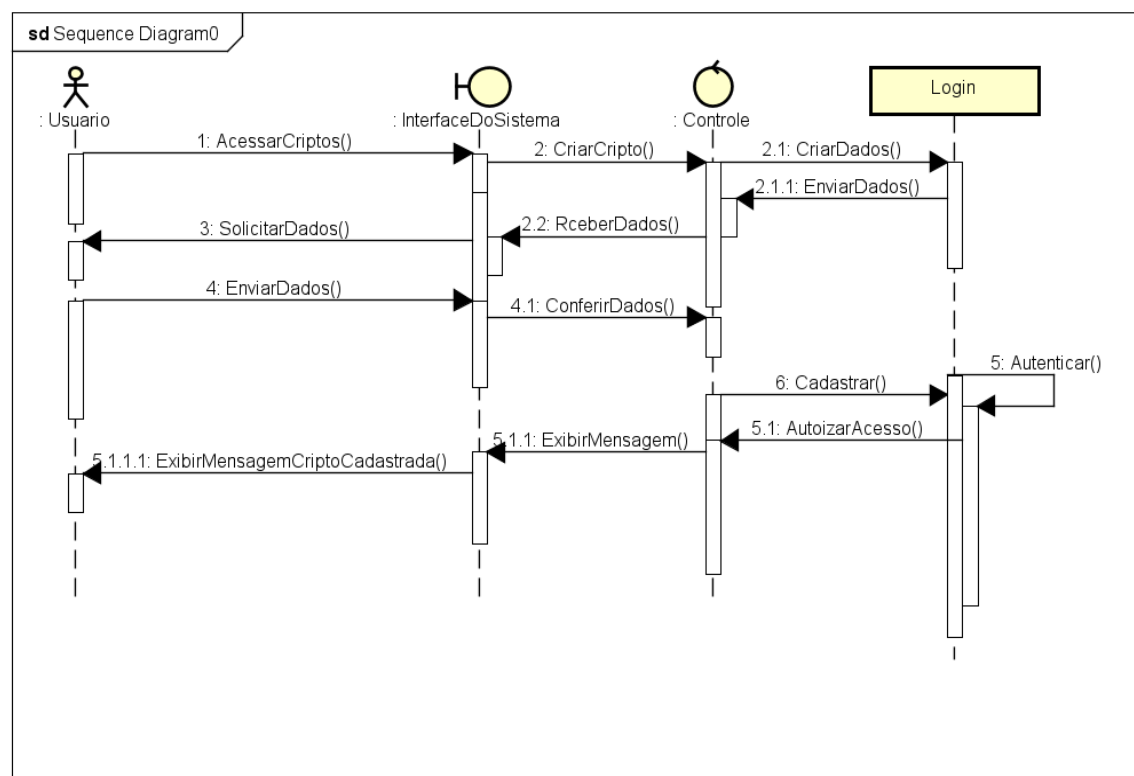 sd Sequence Diagram0
Login
: Usuario
: InterfaceDoSistema
: Controle
1: AcessarCriptos()
2: CriarCripto()
2.1: CriarDados()
2.1.1: EnviarDados()
2.2: RceberDados()
3: SolicitarDados()
4: EnviarDados()
4.1: ConferirDados()
5: Autenticar()
6: Cadastrar()
5.1: AutoizarAcesso()
5.1.1: ExibirMensagem()
5.1.1.1: ExibirMensagemCriptoCadastrada()